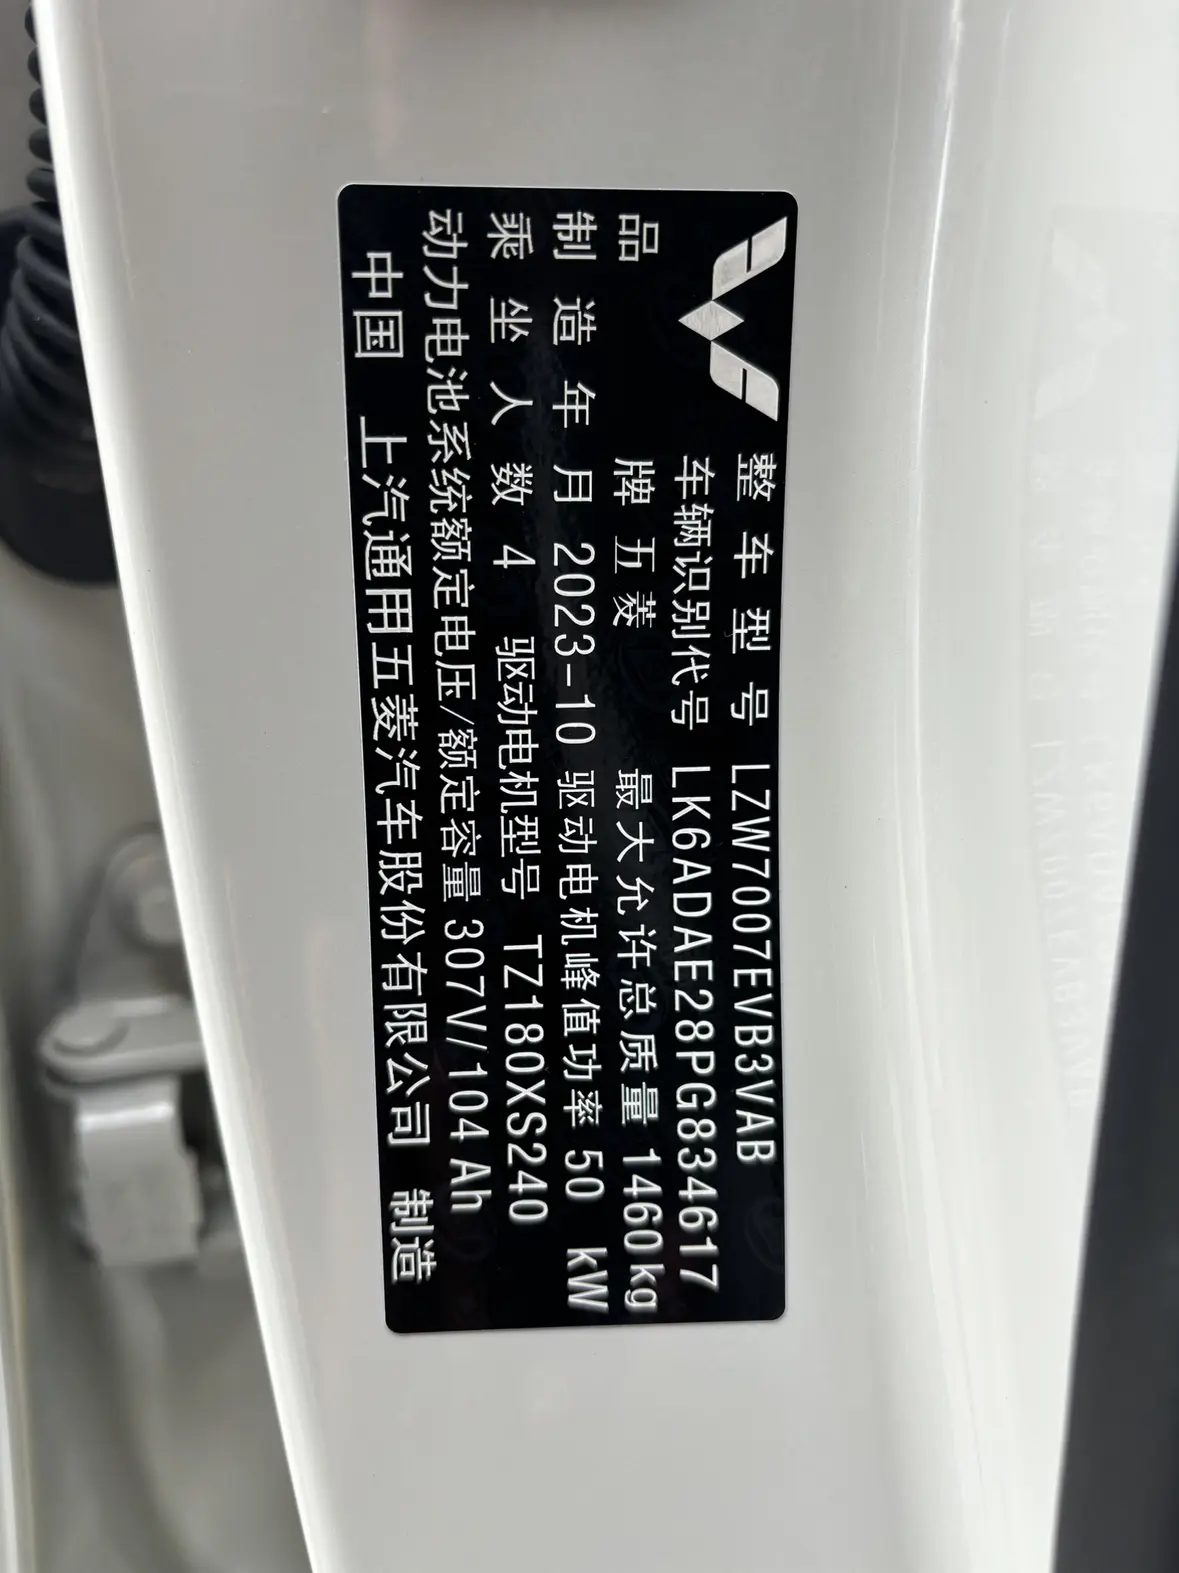 整车型号 LZW7007EVB3VAB
车辆识别代号 LK6ADAE28PG834617
品牌 五菱 最大允许总质量 1460kg
制造年月 2023-10 驱动电机峰值功率 50 kW
乘坐人数 4 驱动电机型号 TZ180XS240
动力电池系统额定电压/额定容量 307V/104 Ah
中国 上汽通用五菱汽车股份有限公司 制造